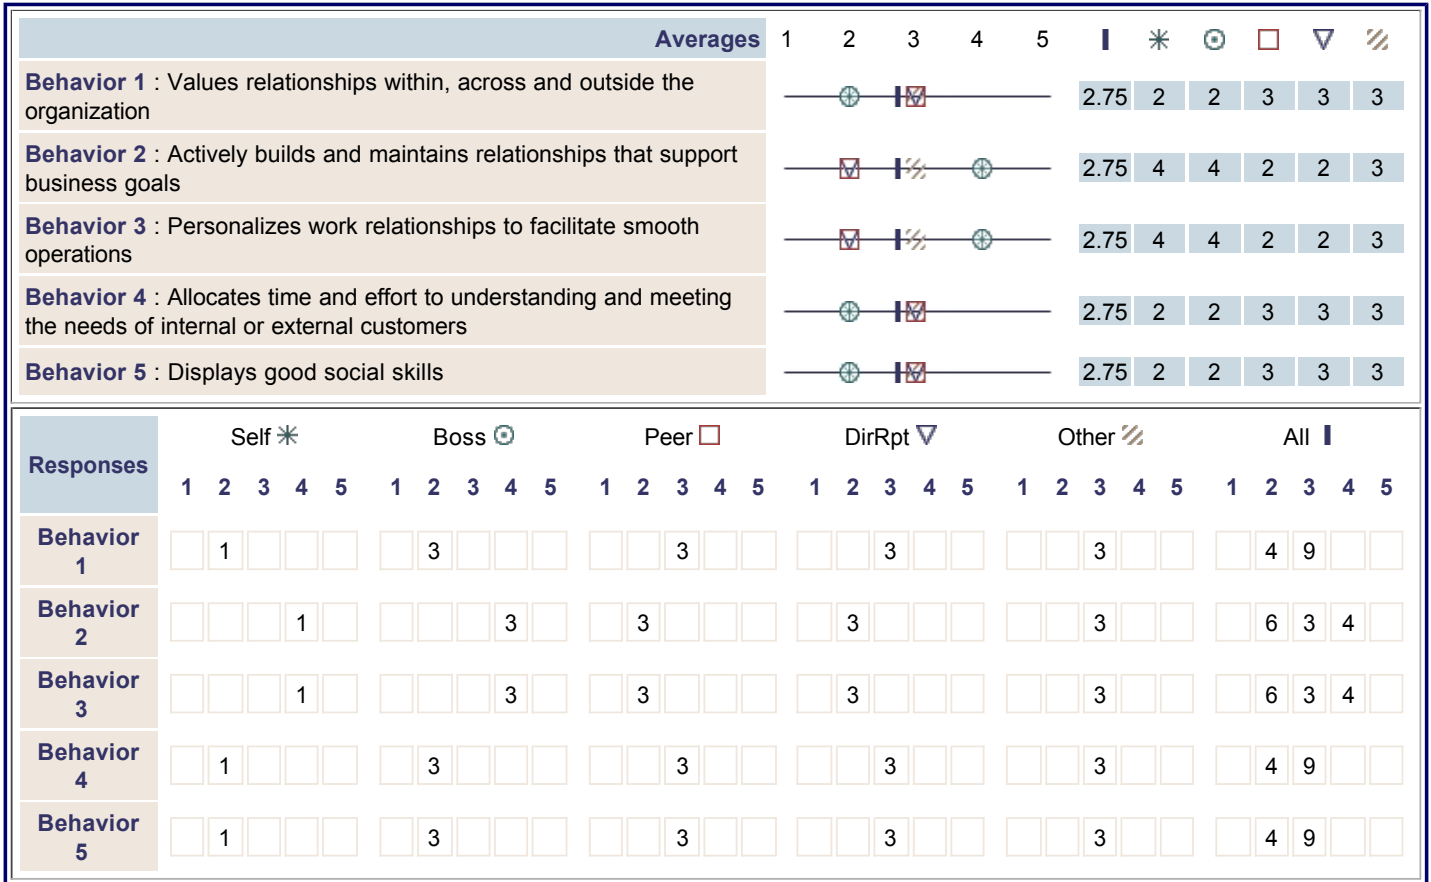 Averages 1 2 3 4 5
Behavior 1 : Values relationships within, across and outside the
organization
2.75 2 2 3 3 3
Behavior 2 : Actively builds and maintains relationships that support
business goals
2.75 4 4 2 2 3
Behavior 3 : Personalizes work relationships to facilitate smooth
operations
2.75 4 4 2 2 3
Behavior 4 : Allocates time and effort to understanding and meeting
the needs of internal or external customers
2.75 2 2 3 3 3
Behavior 5 : Displays good social skills 2.75 2 2 3 3 3
Responses
Self Boss Peer DirRpt Other All
1 2 3 4 5 1 2 3 4 5 1 2 3 4 5 1 2 3 4 5 1 2 3 4 5 1 2 3 4 5
Behavior
1
1 3 3 3 3 4 9
Behavior
2
1 3 3 3 3 6 3 4
Behavior
3
1 3 3 3 3 6 3 4
Behavior
4
1 3 3 3 3 4 9
Behavior
5
1 3 3 3 3 4 9